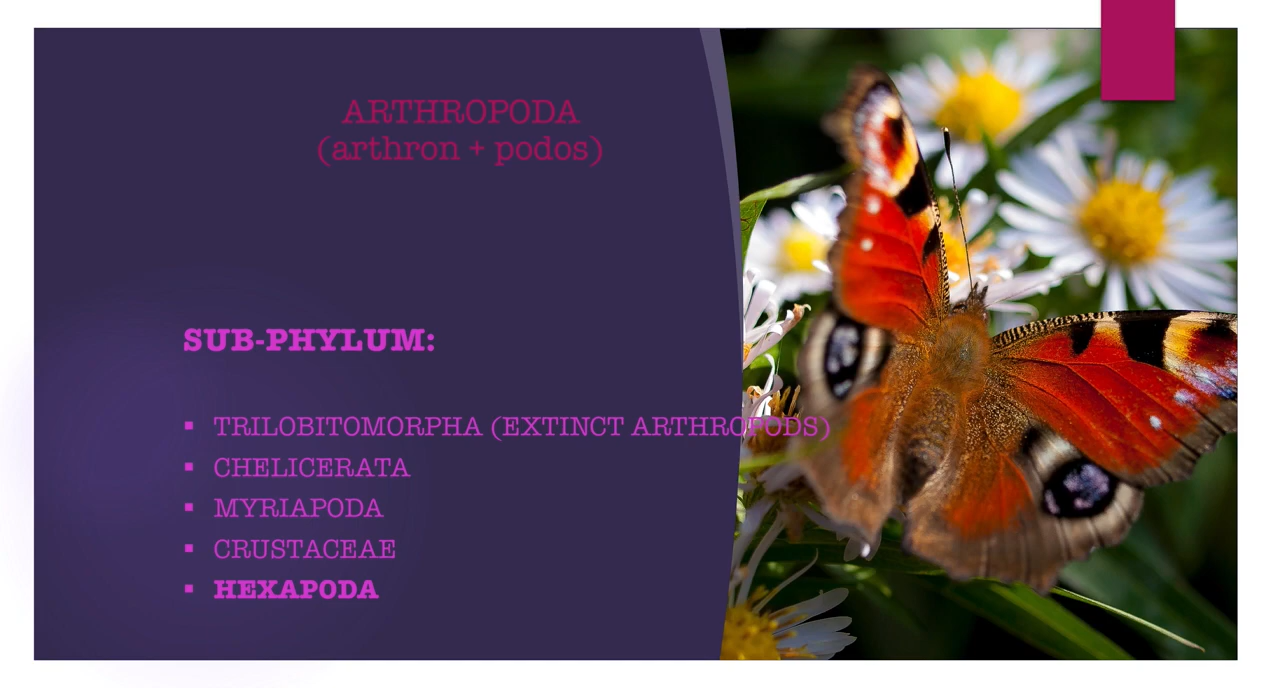 ARTHROPODA
(arthron + podos)
SUB-PHYLUM:
▪ TRILOBITOMORPHA (EXTINCT ARTHROPODS)
▪ CHELICERATA
▪ MYRIAPODA
▪ CRUSTACEAE
▪ HEXAPODA